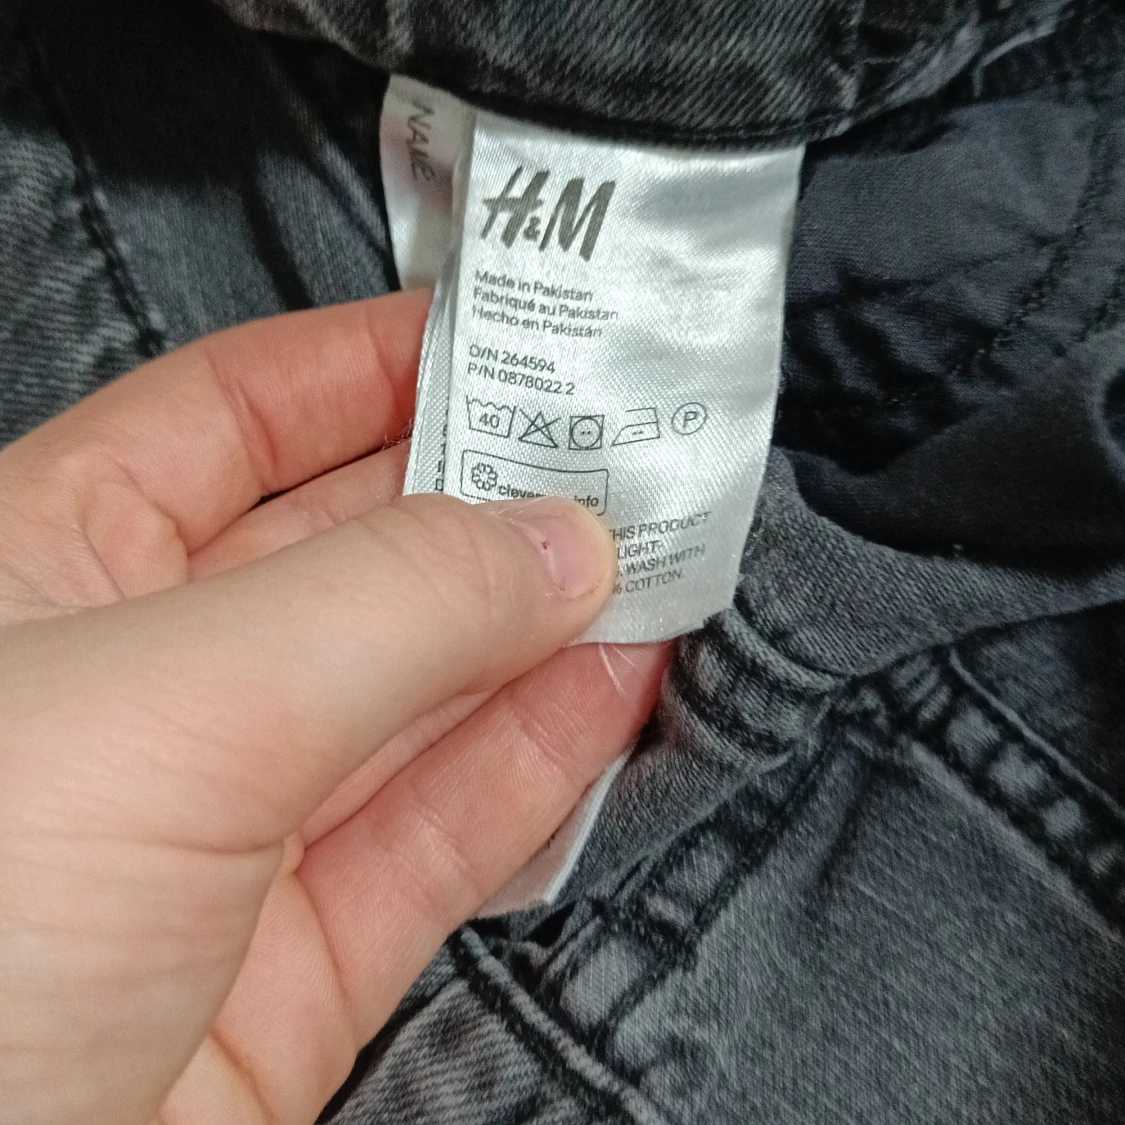 NAME
H&M
Made in Pakistan
Fabriqué au Pakistan
Hecho en Pakistán
O/N 264594
P/N 0878022 2
40
P
info
THIS PRODUCT
LIGHT.
WASH WITH
% COTTON.